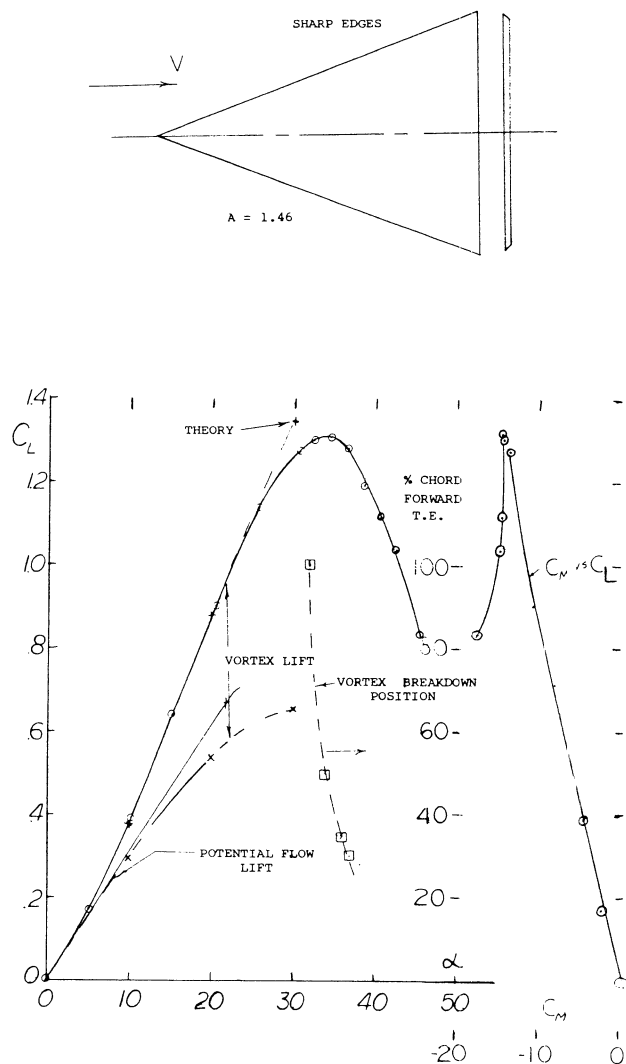 SHARP EDGES
V
A = 1.46
1.4
C_L
1.2
1.0
.8
.6
.4
.2
0
THEORY
% CHORD
FORWARD
T.E.
100
60
40
20
VORTEX LIFT
VORTEX BREAKDOWN
POSITION
POTENTIAL FLOW
LIFT
C_M vs C_L
α
0 10 20 30 40 50
C_M
-20 -10 0